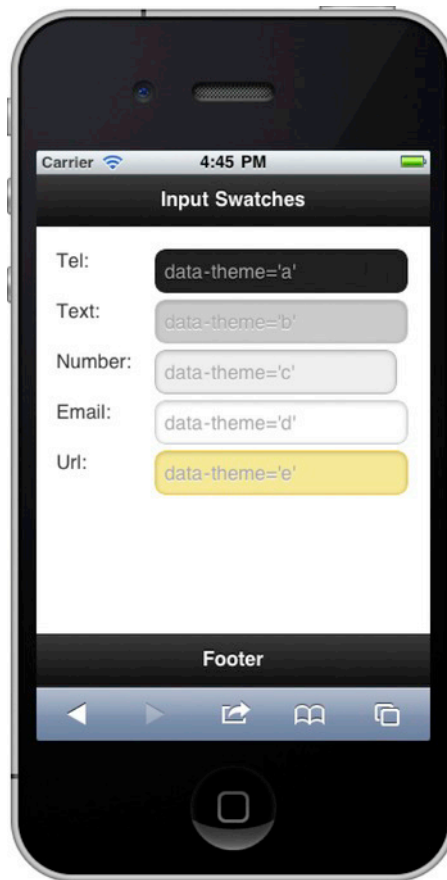 Carrier 4:45 PM
Input Swatches
Tel: data-theme='a'
Text: data-theme='b'
Number: data-theme='c'
Email: data-theme='d'
Url: data-theme='e'
Footer